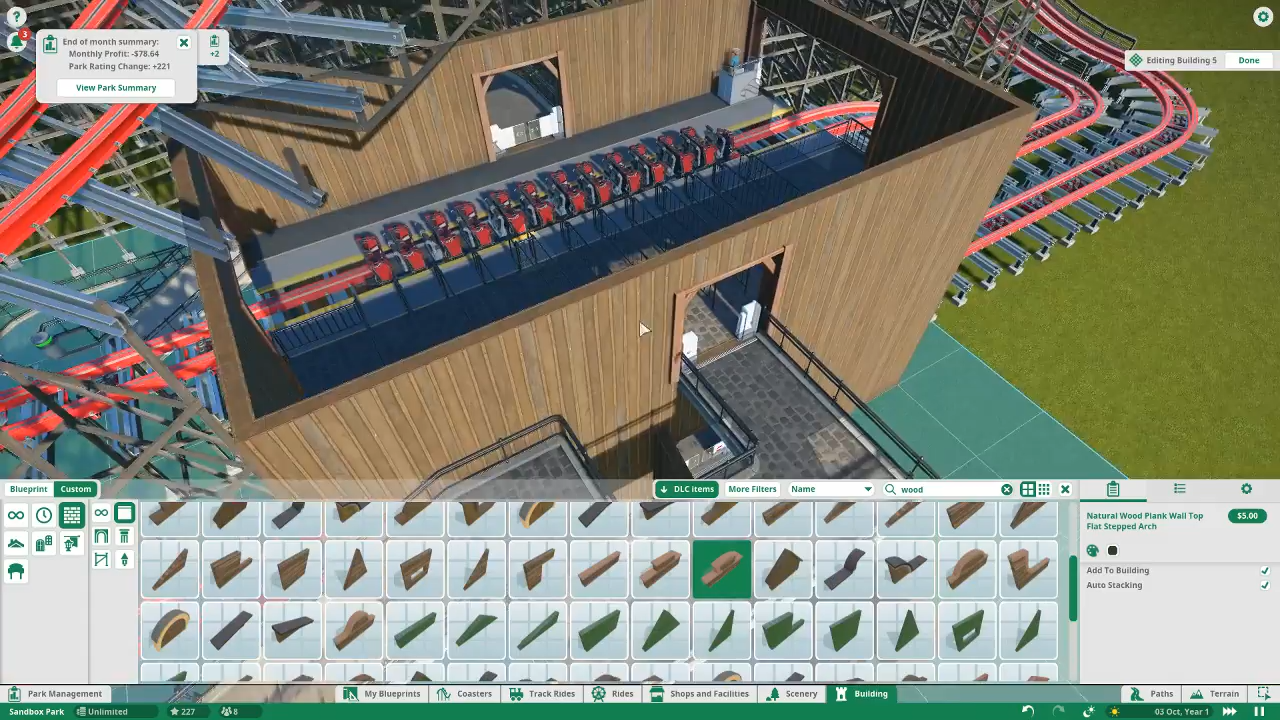 ?
3
End of month summary:
Monthly Profit: -$78.64
Park Rating Change: +221
+2
View Park Summary
Editing Building 5
Done
Blueprint
Custom
DLC items
More Filters
Name
wood
Natural Wood Plank Wall Top
Flat Stepped Arch
$5.00
Add To Building
Auto Stacking
Park Management
My Blueprints
Coasters
Track Rides
Rides
Shops and Facilities
Scenery
Building
Paths
Terrain
Sandbox Park
Unlimited
227
8
03 Oct, Year 1